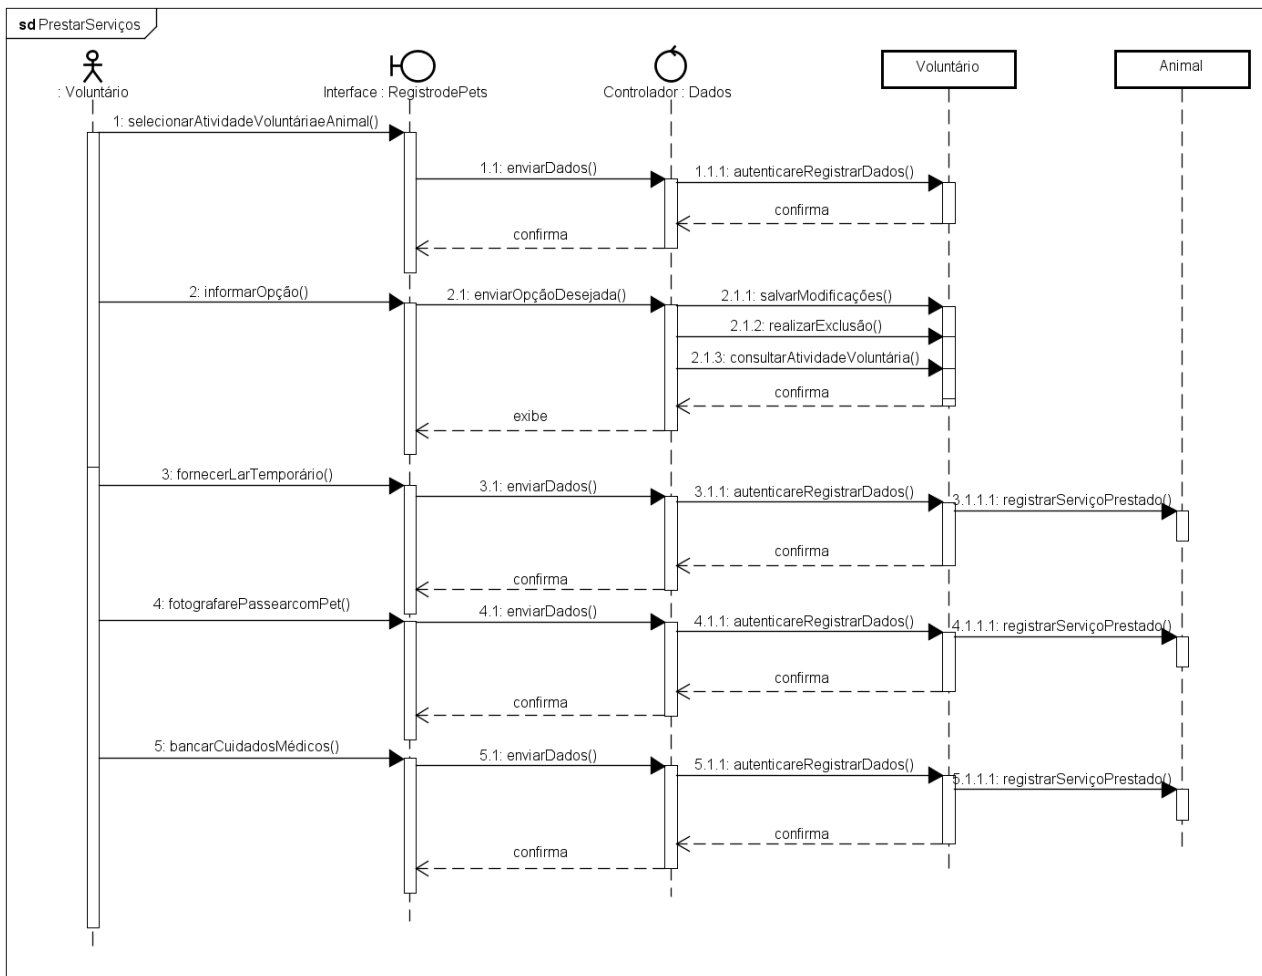 sd PrestarServiços
: Voluntário
Interface : RegistrodePets
Controlador : Dados
Voluntário
Animal
1: selecionarAtividadeVoluntáriaeAnimal()
1.1: enviarDados()
1.1.1: autenticareRegistrarDados()
confirma
confirma
2: informarOpção()
2.1: enviarOpçãoDesejada()
2.1.1: salvarModificações()
2.1.2: realizarExclusão()
2.1.3: consultarAtividadeVoluntária()
confirma
exibe
3: fornecerLarTemporário()
3.1: enviarDados()
3.1.1: autenticareRegistrarDados()
3.1.1.1: registrarServiçoPrestado()
confirma
confirma
4: fotografarePassearcomPet()
4.1: enviarDados()
4.1.1: autenticareRegistrarDados()
4.1.1.1: registrarServiçoPrestado()
confirma
confirma
5: bancarCuidadosMédicos()
5.1: enviarDados()
5.1.1: autenticareRegistrarDados()
5.1.1.1: registrarServiçoPrestado()
confirma
confirma